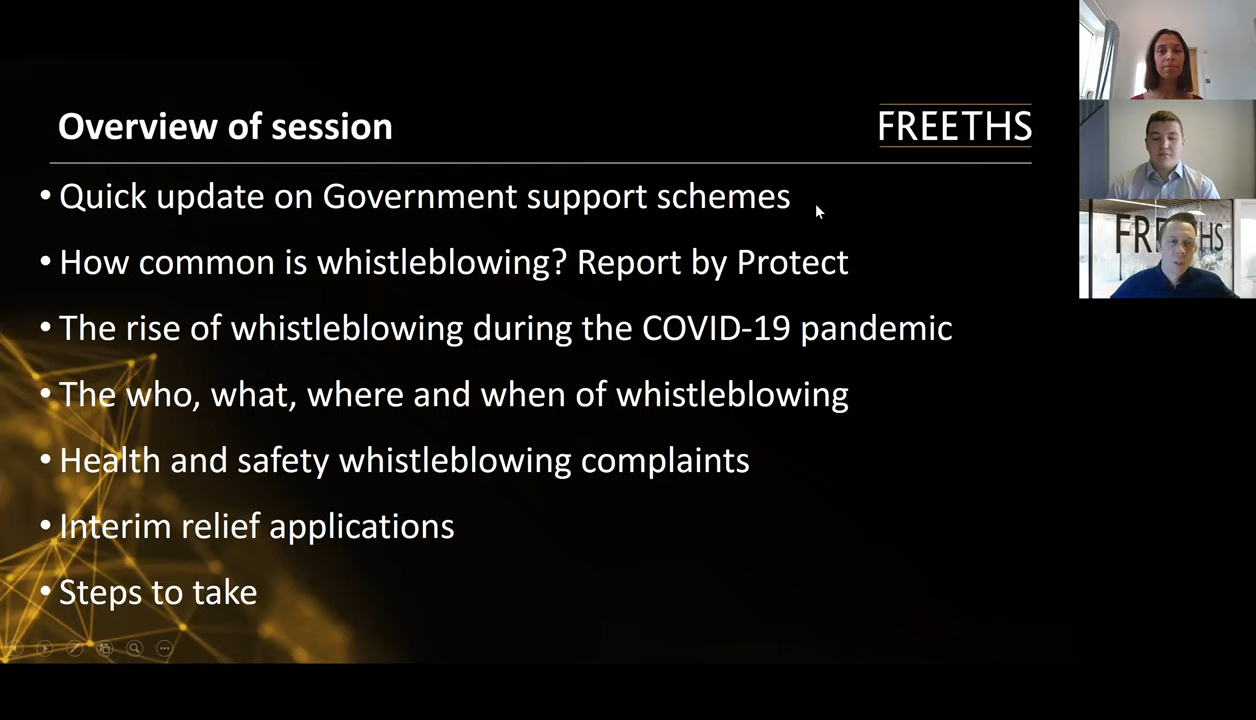 Overview of session
FREETHS
• Quick update on Government support schemes
• How common is whistleblowing? Report by Protect
• The rise of whistleblowing during the COVID-19 pandemic
• The who, what, where and when of whistleblowing
• Health and safety whistleblowing complaints
• Interim relief applications
• Steps to take
FR HS